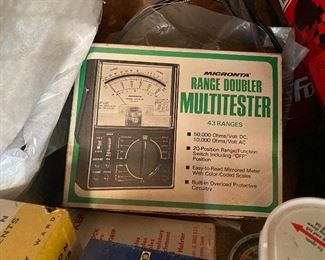 MICRONTA
RANGE DOUBLER
MULTITESTER
43 RANGES
50,000 Ohms/Volt DC,
10,000 Ohms/Volt AC
20-Position Range/Function
Switch Including "OFF"
Position
Easy-to-Read Mirrored Meter
With Color-Coded Scales
Built-in Overload Protective
Circuitry